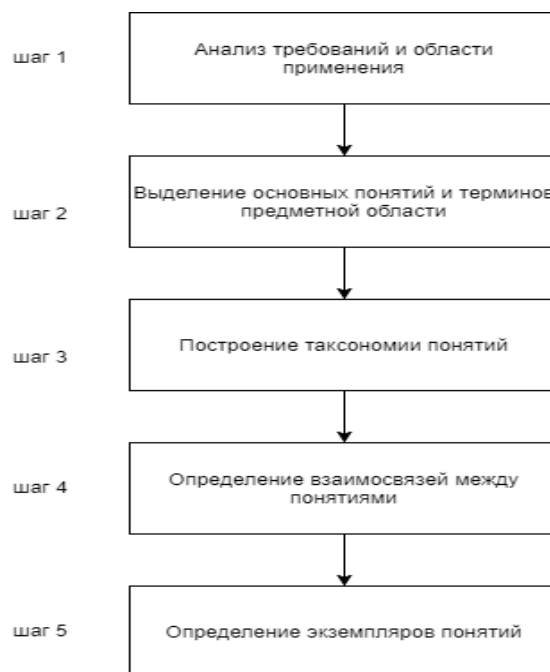 шаг 1
Анализ требований и области
применения
шаг 2
Выделение основных понятий и терминов
предметной области
шаг 3
Построение таксономии понятий
шаг 4
Определение взаимосвязей между
понятиями
шаг 5
Определение экземпляров понятий